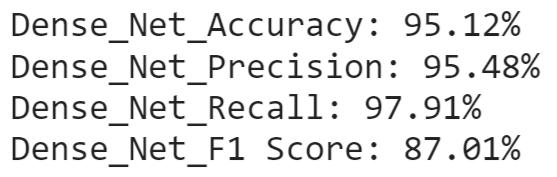 Dense_Net_Accuracy: 95.12%
Dense_Net_Precision: 95.48%
Dense_Net_Recall: 97.91%
Dense_Net_F1 Score: 87.01%